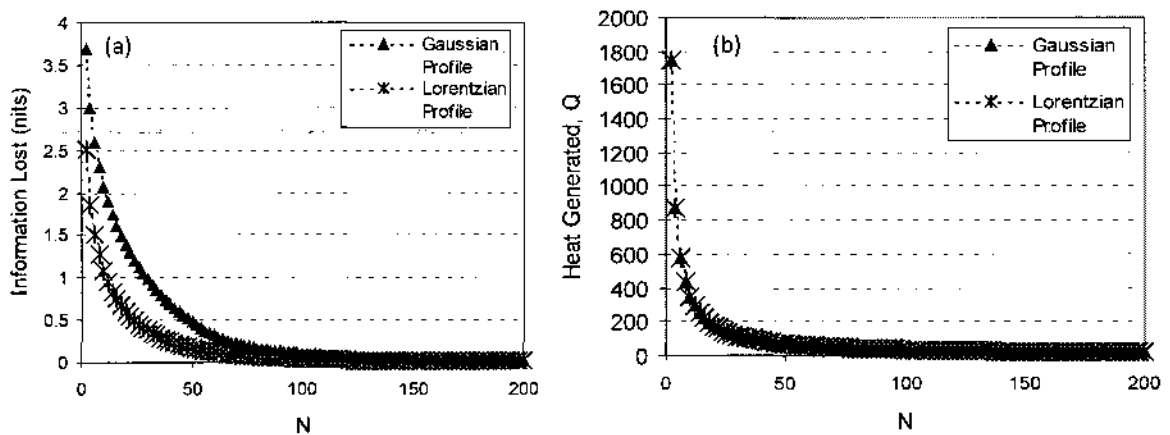 (a)
Gaussian
Profile
Lorentzian
Profile
Information Lost (nits)
4
3.5
3
2.5
2
1.5
1
0.5
0
0
50
100
150
200
N
(b)
Gaussian
Profile
Lorentzian
Profile
Heat Generated, Q
2000
1800
1600
1400
1200
1000
800
600
400
200
0
0
50
100
150
200
N